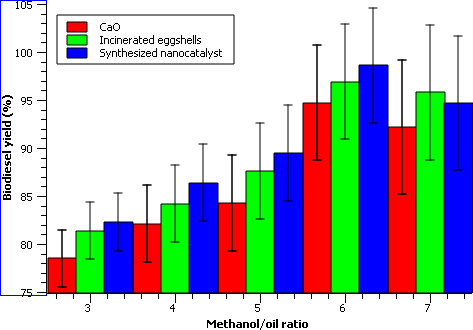 105
CaO
Incinerated eggshells
Synthesized nanocatalyst
100
95
90
85
80
75
Biodiesel yield (%)
3 4 5 6 7
Methanol/oil ratio